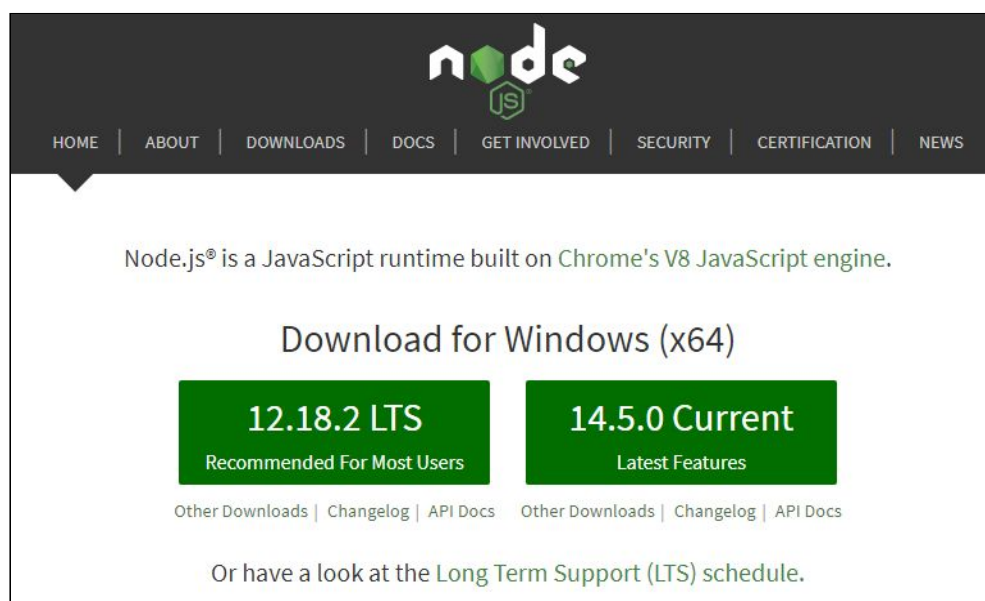 node
JS
HOME | ABOUT | DOWNLOADS | DOCS | GET INVOLVED | SECURITY | CERTIFICATION | NEWS
Node.js® is a JavaScript runtime built on Chrome's V8 JavaScript engine.
Download for Windows (x64)
12.18.2 LTS 14.5.0 Current
Recommended For Most Users Latest Features
Other Downloads | Changelog | API Docs Other Downloads | Changelog | API Docs
Or have a look at the Long Term Support (LTS) schedule.